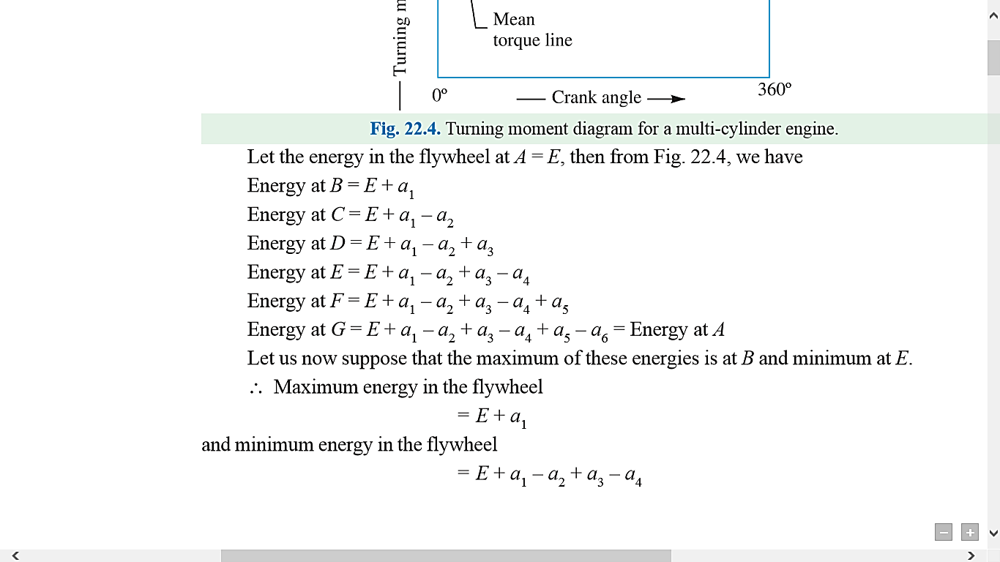 Turning m
Mean
torque line
0º
Crank angle
360º
Fig. 22.4. Turning moment diagram for a multi-cylinder engine.
Let the energy in the flywheel at A = E, then from Fig. 22.4, we have
Energy at B = E + a₁
Energy at C = E + a₁ – a₂
Energy at D = E + a₁ – a₂ + a₃
Energy at E = E + a₁ – a₂ + a₃ – a₄
Energy at F = E + a₁ – a₂ + a₃ – a₄ + a₅
Energy at G = E + a₁ – a₂ + a₃ – a₄ + a₅ – a₆ = Energy at A
Let us now suppose that the maximum of these energies is at B and minimum at E.
∴ Maximum energy in the flywheel
= E + a₁
and minimum energy in the flywheel
= E + a₁ – a₂ + a₃ – a₄